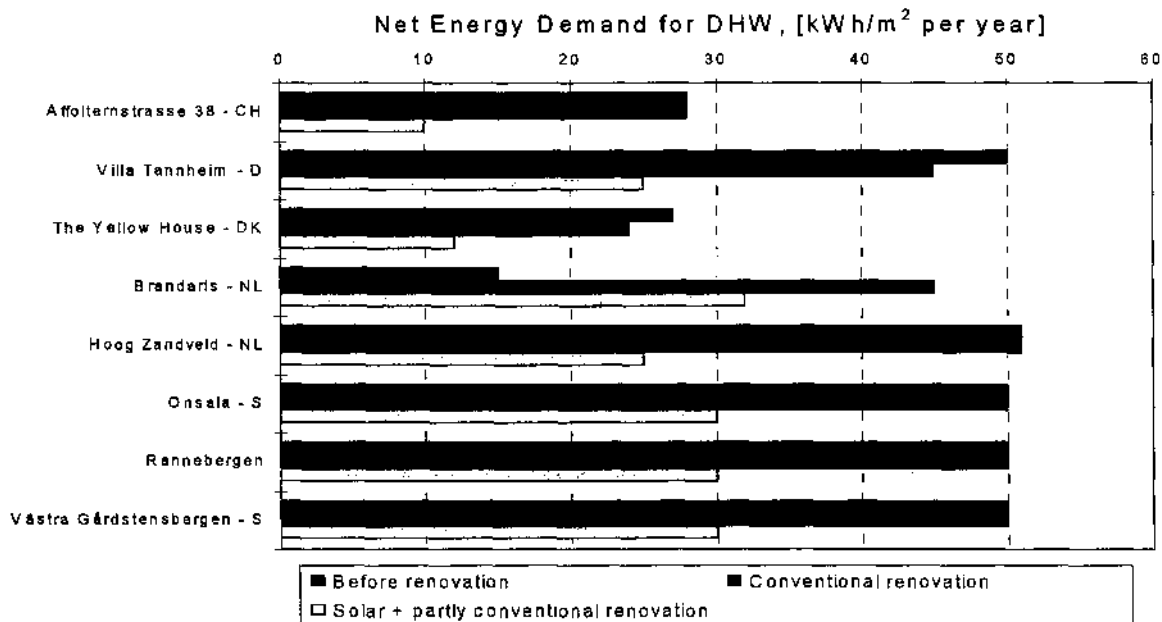 Net Energy Demand for DHW, [kWh/m² per year]
0 10 20 30 40 50 60
Affolternstrasse 38 - CH
Villa Tannheim - D
The Yellow House - DK
Brandaris - NL
Hoog Zandveld - NL
Onsala - S
Rannebergen
Västra Gårdstensbergen - S
Before renovation Conventional renovation
Solar + partly conventional renovation